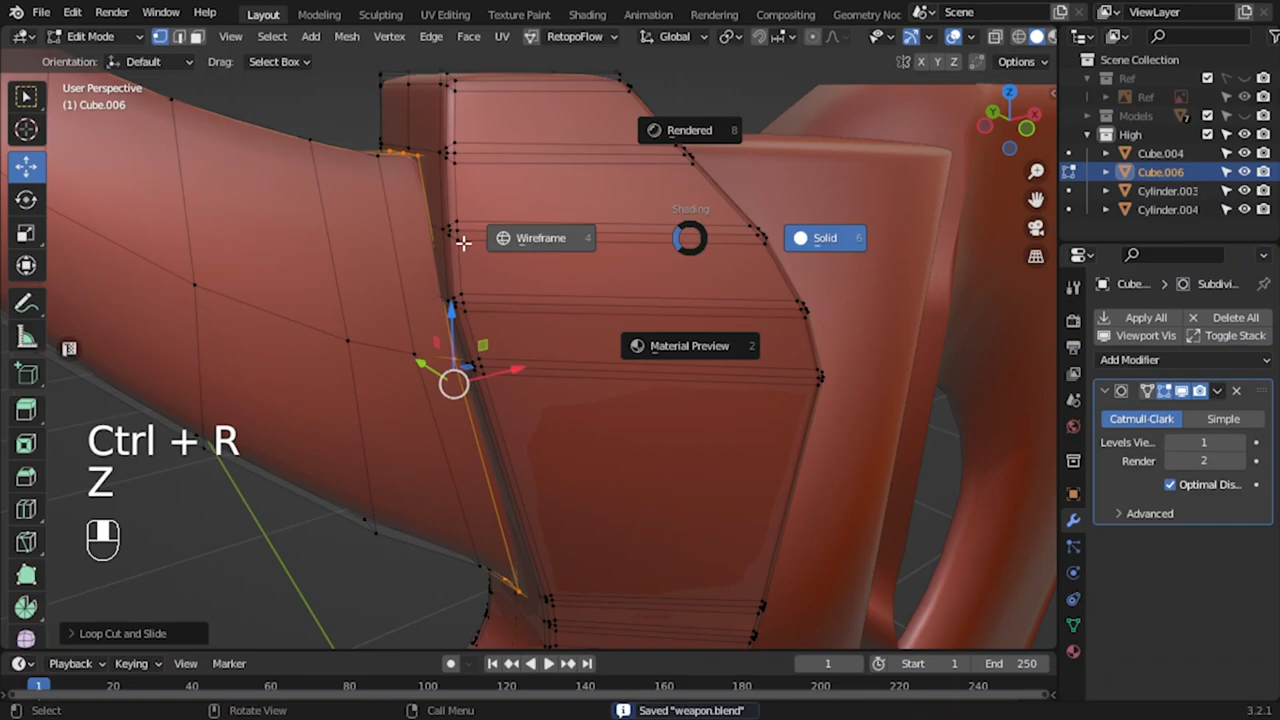 File Edit Render Window Help Layout Modeling Sculpting UV Editing Texture Paint Shading Animation Rendering Compositing Geometry Noc Scene ViewLayer
Edit Mode View Select Add Mesh Vertex Edge Face UV RetopoFlow Global
Orientation: Default Drag: Select Box X Y Z Options
User Perspective
(1) Cube.006
Z
Y
X
Scene Collection
Ref
Ref
Models
High
Cube.004
Cube.006
Cylinder.003
Cylinder.004
Rendered 8
Shading
Wireframe 4
Solid 6
Material Preview 2
Cube... Subdivi..
Apply All Delete All
Viewport Vis Toggle Stack
Add Modifier
Catmull-Clark Simple
Levels Vie... 1
Render 2
Optimal Dis...
Advanced
Ctrl + R
Z
Loop Cut and Slide
Playback Keying View Marker 1 Start 1 End 250
1 20 40 60 80 100 120 140 160 180 200 220 240
Select Rotate View Call Menu Saved "weapon.blend" 3.2.1